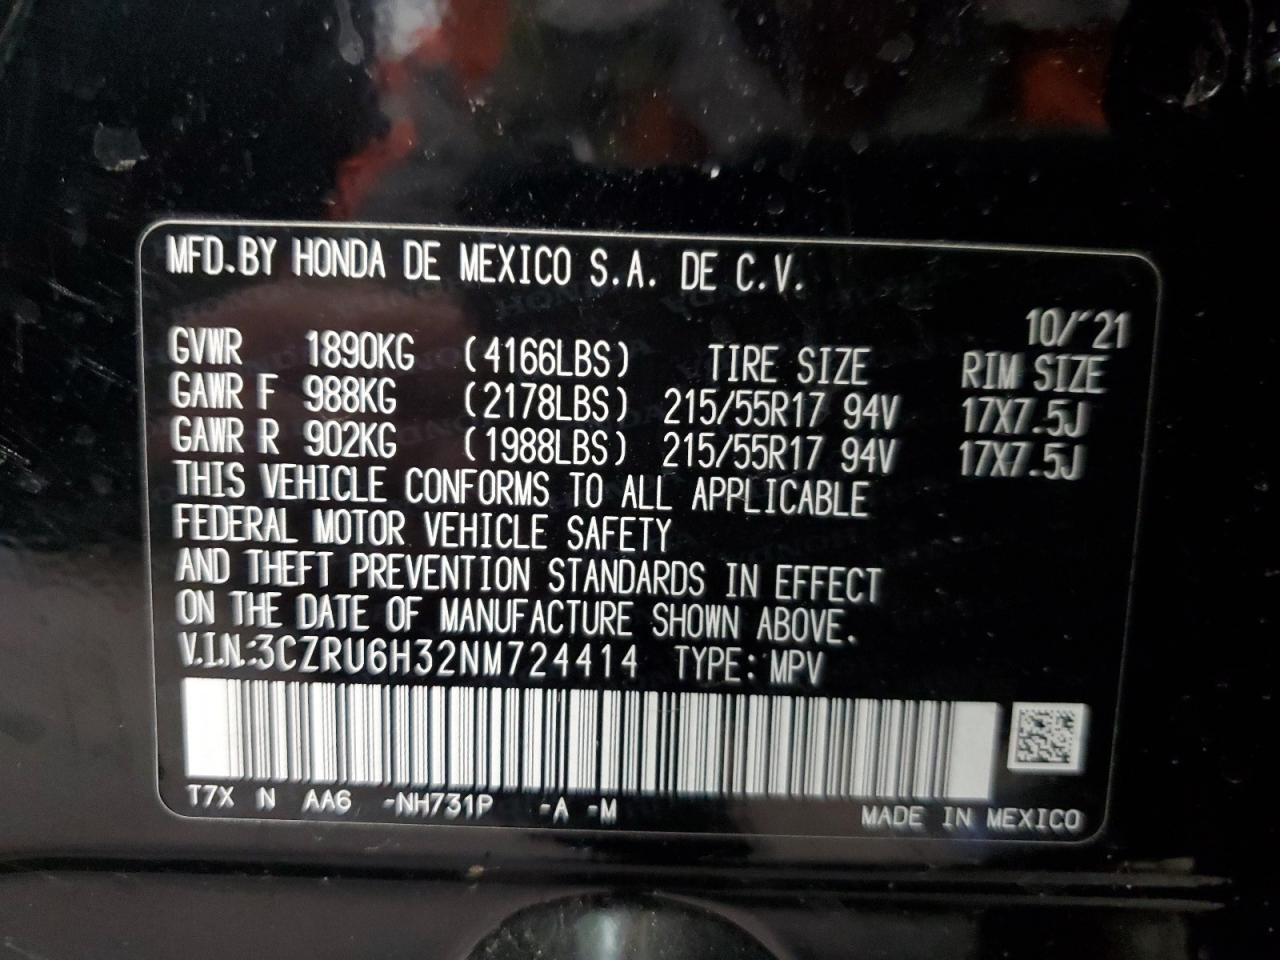 MFD.BY HONDA DE MEXICO S.A. DE C.V.
10/'21
GVWR 1890KG (4166LBS) TIRE SIZE RIM SIZE
GAWR F 988KG (2178LBS) 215/55R17 94V 17X7.5J
GAWR R 902KG (1988LBS) 215/55R17 94V 17X7.5J
THIS VEHICLE CONFORMS TO ALL APPLICABLE
FEDERAL MOTOR VEHICLE SAFETY
AND THEFT PREVENTION STANDARDS IN EFFECT
ON THE DATE OF MANUFACTURE SHOWN ABOVE.
V.I.N.:3CZRU6H32NM724414 TYPE: MPV
T7X N AA6 -NH731P -A -M MADE IN MEXICO